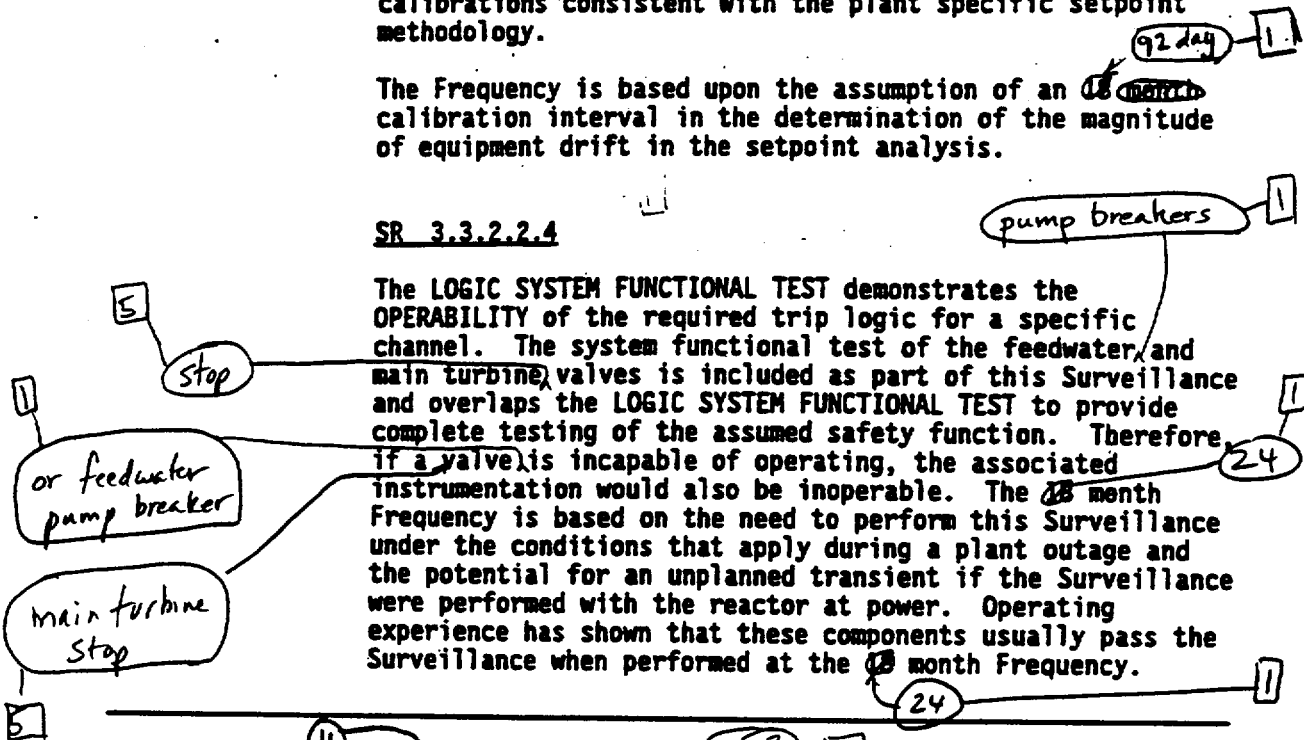 calibrations consistent with the plant specific setpoint
methodology.
92 day 1
The Frequency is based upon the assumption of an 18 month
calibration interval in the determination of the magnitude
of equipment drift in the setpoint analysis.
SR 3.3.2.2.4
pump breakers 1
The LOGIC SYSTEM FUNCTIONAL TEST demonstrates the
5
OPERABILITY of the required trip logic for a specific
channel. The system functional test of the feedwater and
stop
main turbine valves is included as part of this Surveillance
1
and overlaps the LOGIC SYSTEM FUNCTIONAL TEST to provide
1
complete testing of the assumed safety function. Therefore,
if a valve is incapable of operating, the associated
24
or feedwater
pump breaker
instrumentation would also be inoperable. The 18 month
Frequency is based on the need to perform this Surveillance
under the conditions that apply during a plant outage and
the potential for an unplanned transient if the Surveillance
main turbine
stop
were performed with the reactor at power. Operating
experience has shown that these components usually pass the
Surveillance when performed at the 18 month Frequency.
24 1
5